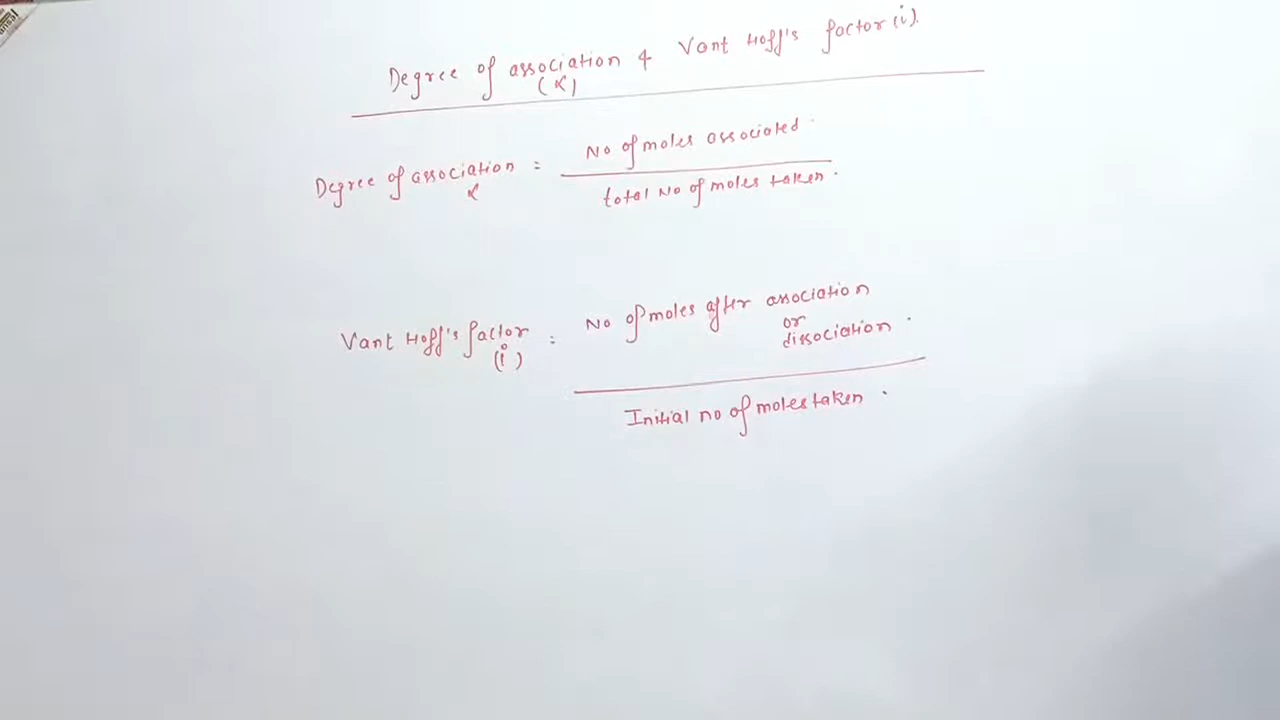 Degree of association & Vant Hoff's factor (i).
(α)
Degree of association = No of moles associated.
α
total No of moles taken.
Vant Hoff's factor = No of moles after association
or
(i)
dissociation.
Initial no of moles taken.